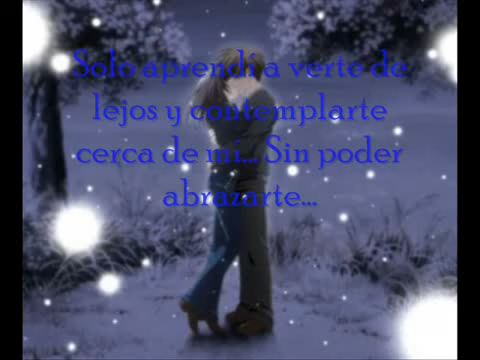 Solo aprendí a verte de
lejos y contemplarte
cerca de mí... Sin poder
abrazarte...